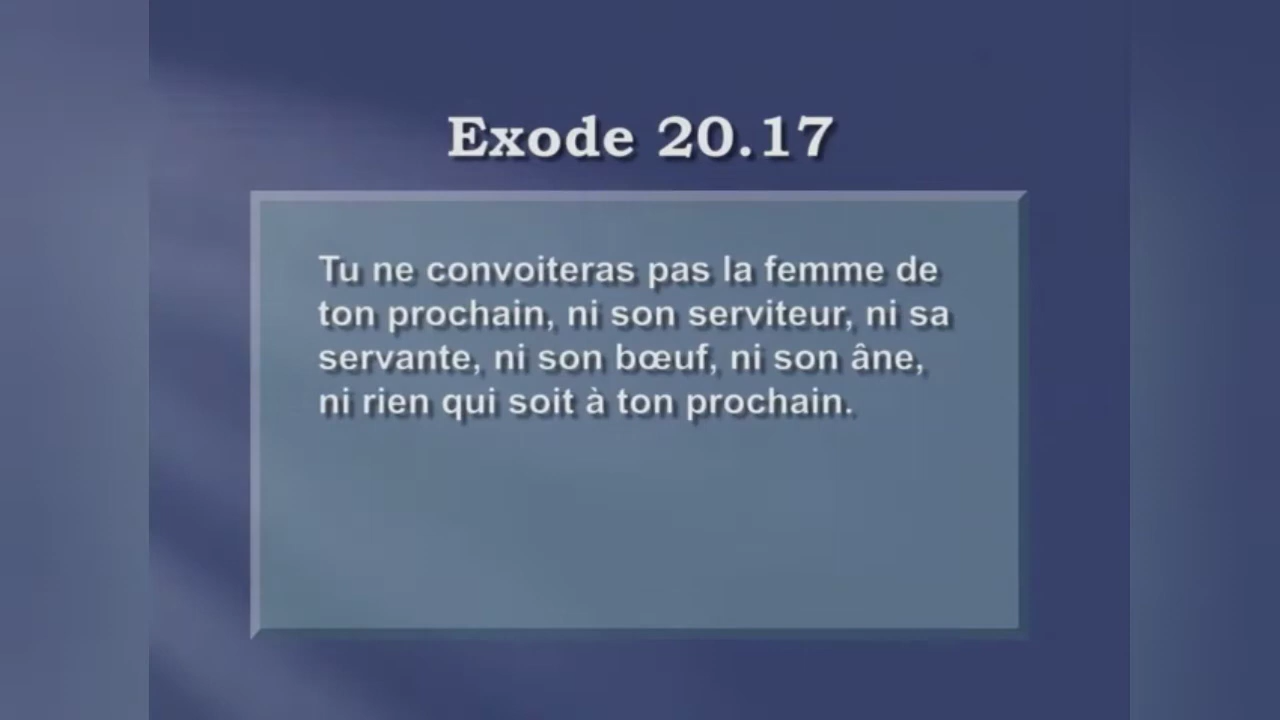 Exode 20.17
Tu ne convoiteras pas la femme de
ton prochain, ni son serviteur, ni sa
servante, ni son bœuf, ni son âne,
ni rien qui soit à ton prochain.